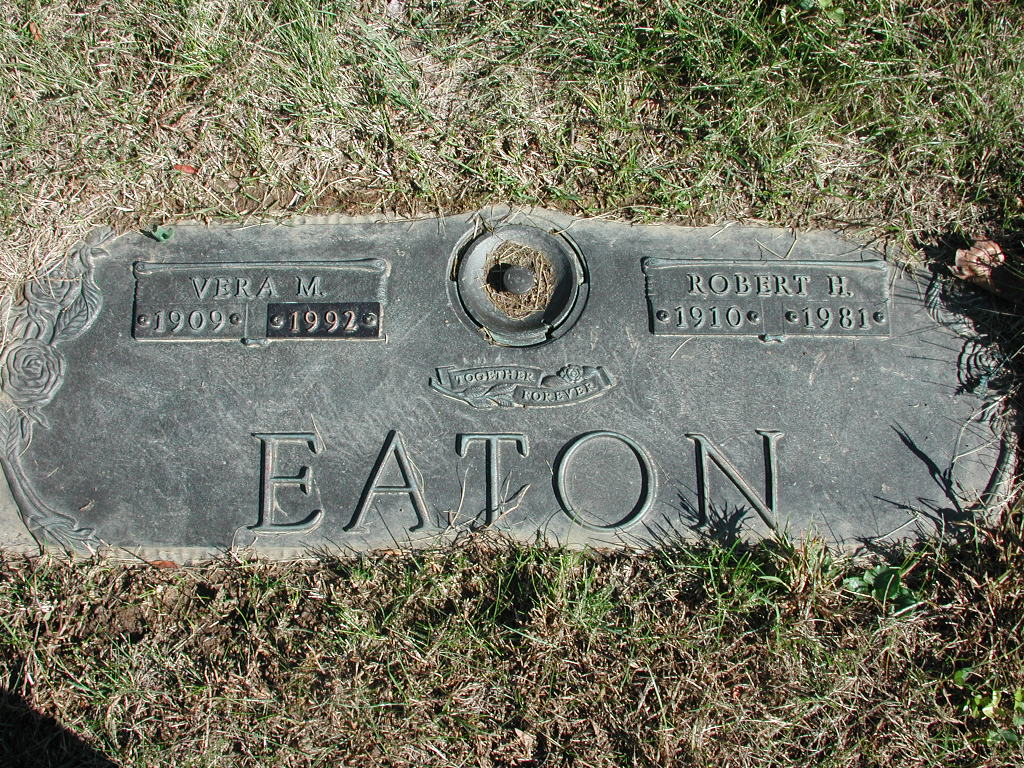 VERA M.
1909 1992
ROBERT H.
1910 1981
TOGETHER
FOREVER
EATON